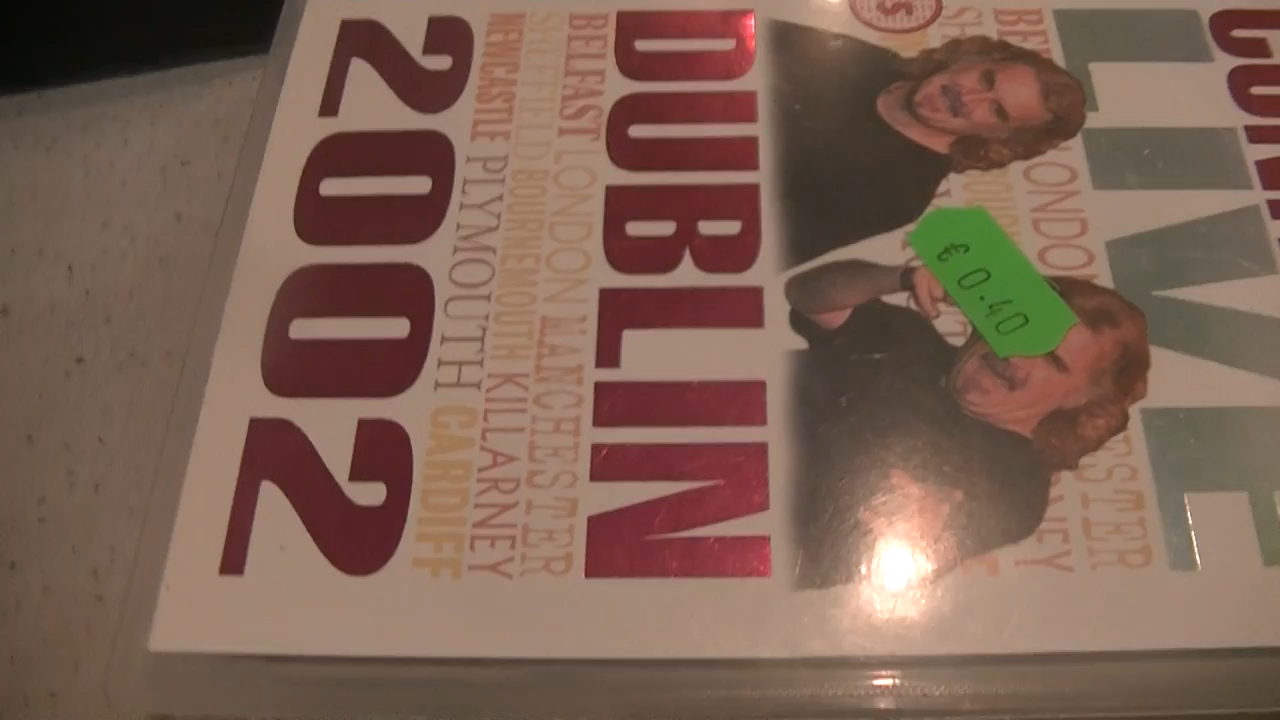 LIVE
£0.40
DUBLIN
BELFAST LONDON MANCHESTER
SHEFFIELD BOURNEMOUTH KILLARNEY
NEWCASTLE PLYMOUTH CARDIFF
2002